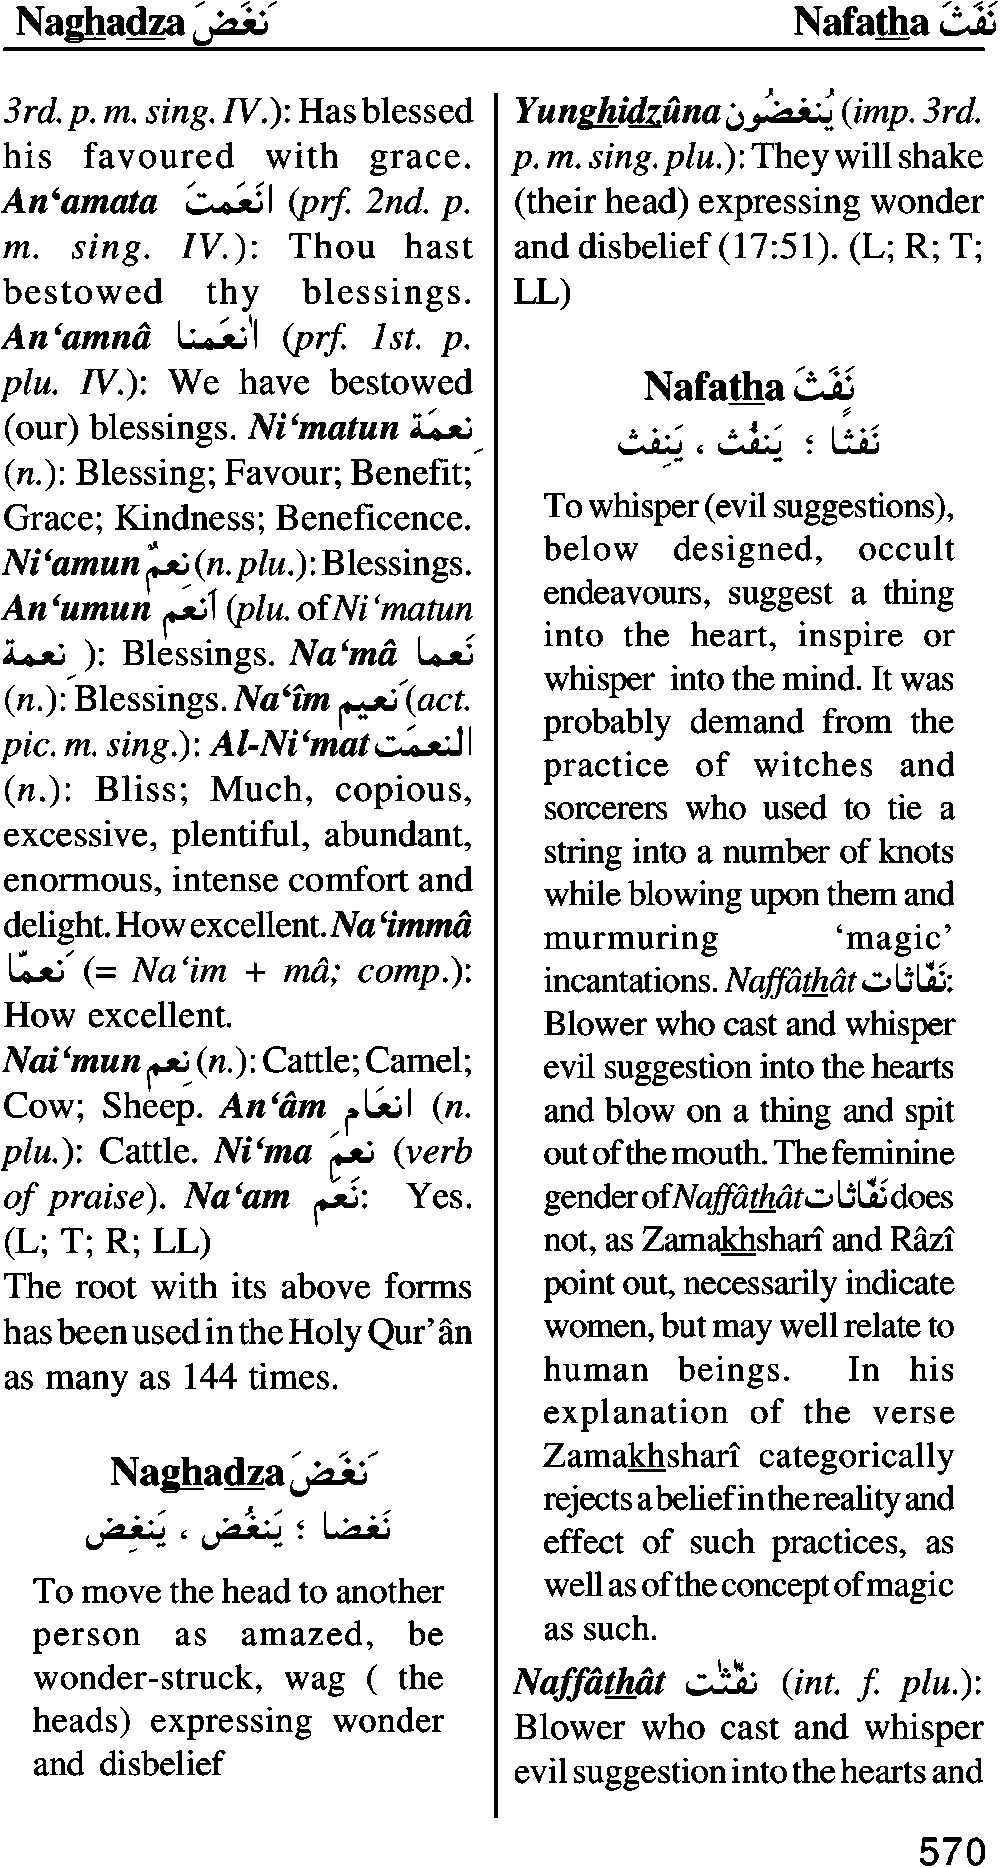 Naghadza نَغَضَ
Nafatha نَفَثَ
3rd. p. m. sing. IV.): Has blessed
his favoured with grace.
An‘amata انَعَمتَ (prf. 2nd. p.
m. sing. IV.): Thou hast
bestowed thy blessings.
An‘amnâ انعَمنا (prf. 1st. p.
plu. IV.): We have bestowed
(our) blessings. Ni‘matun نِعمَة
(n.): Blessing; Favour; Benefit;
Grace; Kindness; Beneficence.
Ni‘amun نِعمٌ (n. plu.): Blessings.
An‘umun اَنعَم (plu. of Ni‘matun
نِعمة ): Blessings. Na‘mâ نَعما
(n.): Blessings. Na‘îm نَعيم (act.
pic. m. sing.): Al-Ni‘mat النعمَت
(n.): Bliss; Much, copious,
excessive, plentiful, abundant,
enormous, intense comfort and
delight. How excellent. Na‘immâ
نَعمّا (= Na‘im + mâ; comp.):
How excellent.
Nai‘mun نِعم (n.): Cattle; Camel;
Cow; Sheep. An‘âm انعَام (n.
plu.): Cattle. Ni‘ma نعمَ (verb
of praise). Na‘am نَعَم: Yes.
(L; T; R; LL)
The root with its above forms
has been used in the Holy Qur’ân
as many as 144 times.
Naghadza نَغَضَ
نَغضا ؛ يَنغُض ، يَنغِض
To move the head to another
person as amazed, be
wonder-struck, wag ( the
heads) expressing wonder
and disbelief
Yunghidzûna يُنغضُون (imp. 3rd.
p. m. sing. plu.): They will shake
(their head) expressing wonder
and disbelief (17:51). (L; R; T;
LL)
Nafatha نَفَثَ
نَفثا ؛ يَنفُث ، يَنفِث
To whisper (evil suggestions),
below designed, occult
endeavours, suggest a thing
into the heart, inspire or
whisper into the mind. It was
probably demand from the
practice of witches and
sorcerers who used to tie a
string into a number of knots
while blowing upon them and
murmuring ‘magic’
incantations. Naffâthât نَفّاثات:
Blower who cast and whisper
evil suggestion into the hearts
and blow on a thing and spit
out of the mouth. The feminine
gender of Naffâthât نَفّاثات does
not, as Zamakhsharî and Râzî
point out, necessarily indicate
women, but may well relate to
human beings. In his
explanation of the verse
Zamakhsharî categorically
rejects a belief in the reality and
effect of such practices, as
well as of the concept of magic
as such.
Naffâthât نفّٰثٰت (int. f. plu.):
Blower who cast and whisper
evil suggestion into the hearts and
570